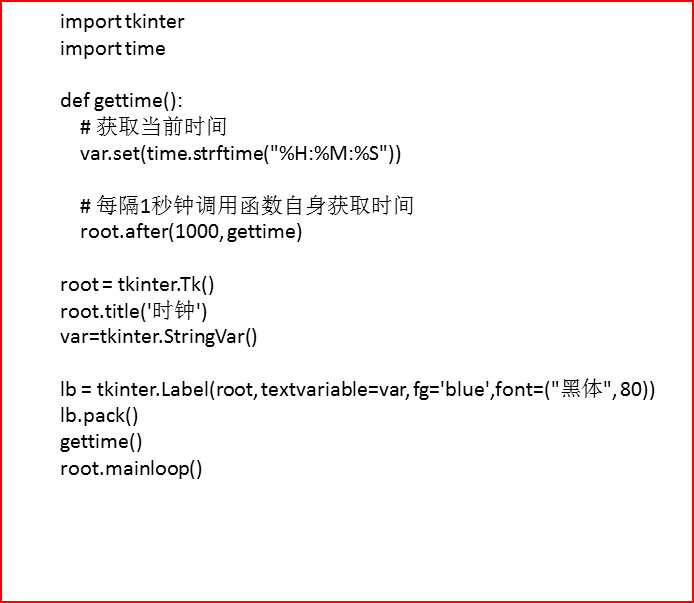 import tkinter
import time
def gettime():
# 获取当前时间
var.set(time.strftime("%H:%M:%S"))
# 每隔1秒钟调用函数自身获取时间
root.after(1000, gettime)
root = tkinter.Tk()
root.title('时钟')
var=tkinter.StringVar()
lb = tkinter.Label(root, textvariable=var, fg='blue',font=("黑体", 80))
lb.pack()
gettime()
root.mainloop()